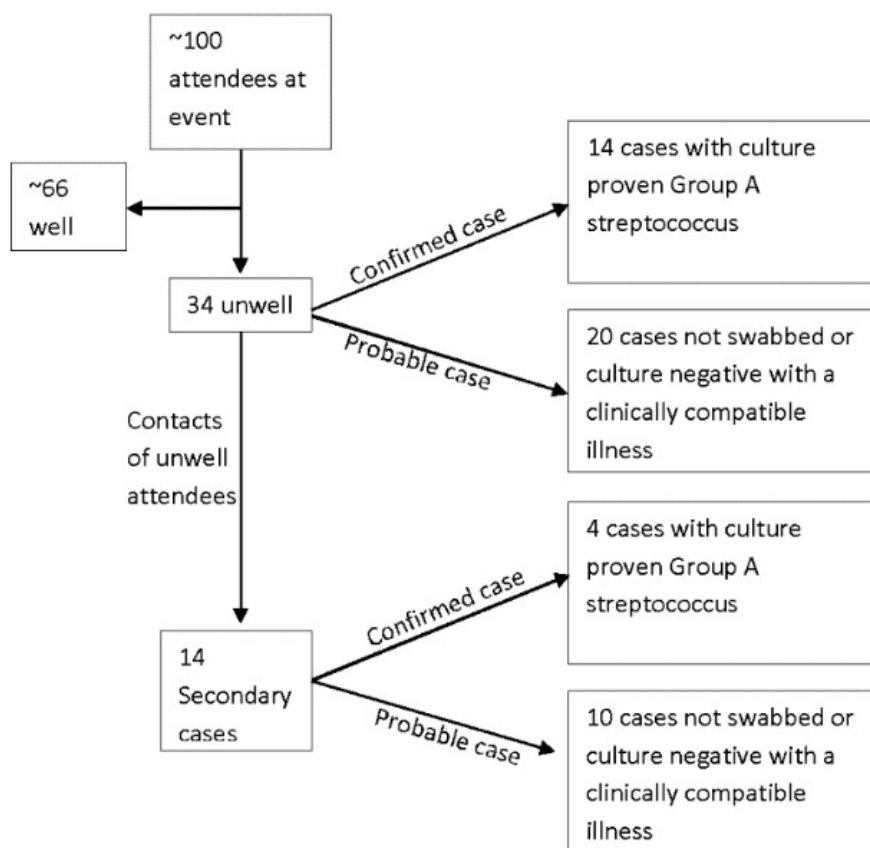 ~100
attendees at
event
~66
well
34 unwell
Confirmed case
14 cases with culture
proven Group A
streptococcus
Probable case
20 cases not swabbed or
culture negative with a
clinically compatible
illness
Contacts
of unwell
attendees
14
Secondary
cases
Confirmed case
4 cases with culture
proven Group A
streptococcus
Probable case
10 cases not swabbed or
culture negative with a
clinically compatible
illness